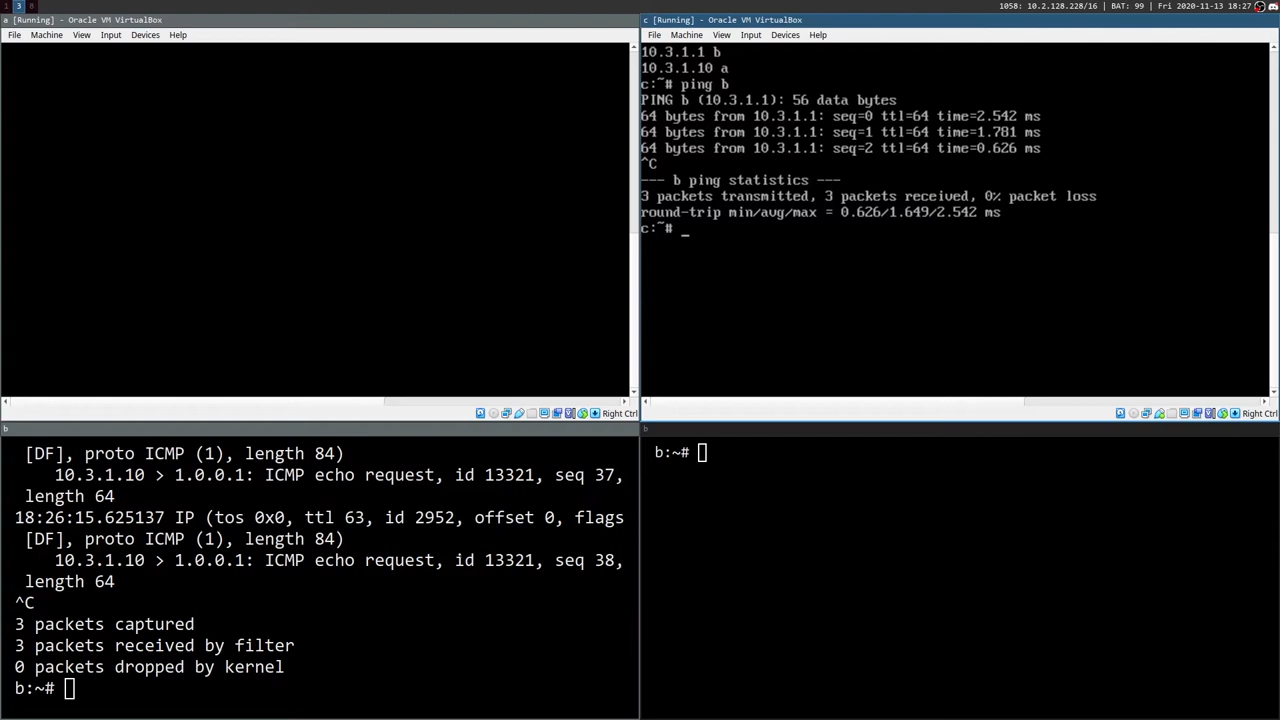 1 3 8
1058: 10.2.128.228/16 | BAT: 99 | Fri 2020-11-13 18:27
a [Running] - Oracle VM VirtualBox
File Machine View Input Devices Help
Right Ctrl
c [Running] - Oracle VM VirtualBox
File Machine View Input Devices Help
10.3.1.1 b
10.3.1.10 a
c:~# ping b
PING b (10.3.1.1): 56 data bytes
64 bytes from 10.3.1.1: seq=0 ttl=64 time=2.542 ms
64 bytes from 10.3.1.1: seq=1 ttl=64 time=1.781 ms
64 bytes from 10.3.1.1: seq=2 ttl=64 time=0.626 ms
^C
--- b ping statistics ---
3 packets transmitted, 3 packets received, 0% packet loss
round-trip min/avg/max = 0.626/1.649/2.542 ms
c:~# _
Right Ctrl
b
[DF], proto ICMP (1), length 84)
10.3.1.10 > 1.0.0.1: ICMP echo request, id 13321, seq 37,
length 64
18:26:15.625137 IP (tos 0x0, ttl 63, id 2952, offset 0, flags
[DF], proto ICMP (1), length 84)
10.3.1.10 > 1.0.0.1: ICMP echo request, id 13321, seq 38,
length 64
^C
3 packets captured
3 packets received by filter
0 packets dropped by kernel
b:~#
b
b:~#